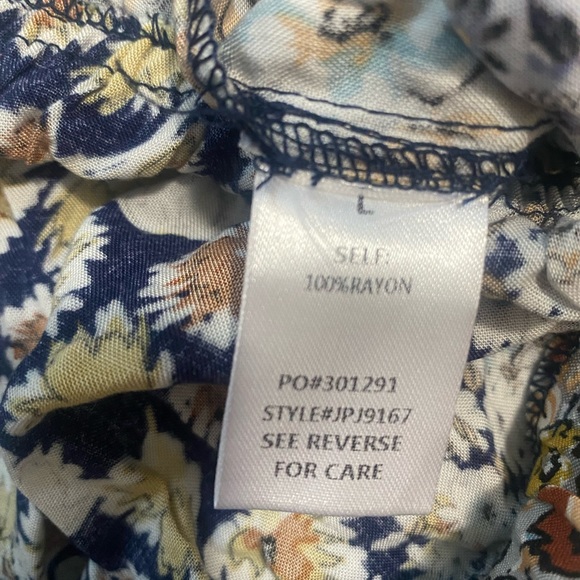 L
SELF:
100%RAYON
PO#301291
STYLE#JPJ9167
SEE REVERSE
FOR CARE